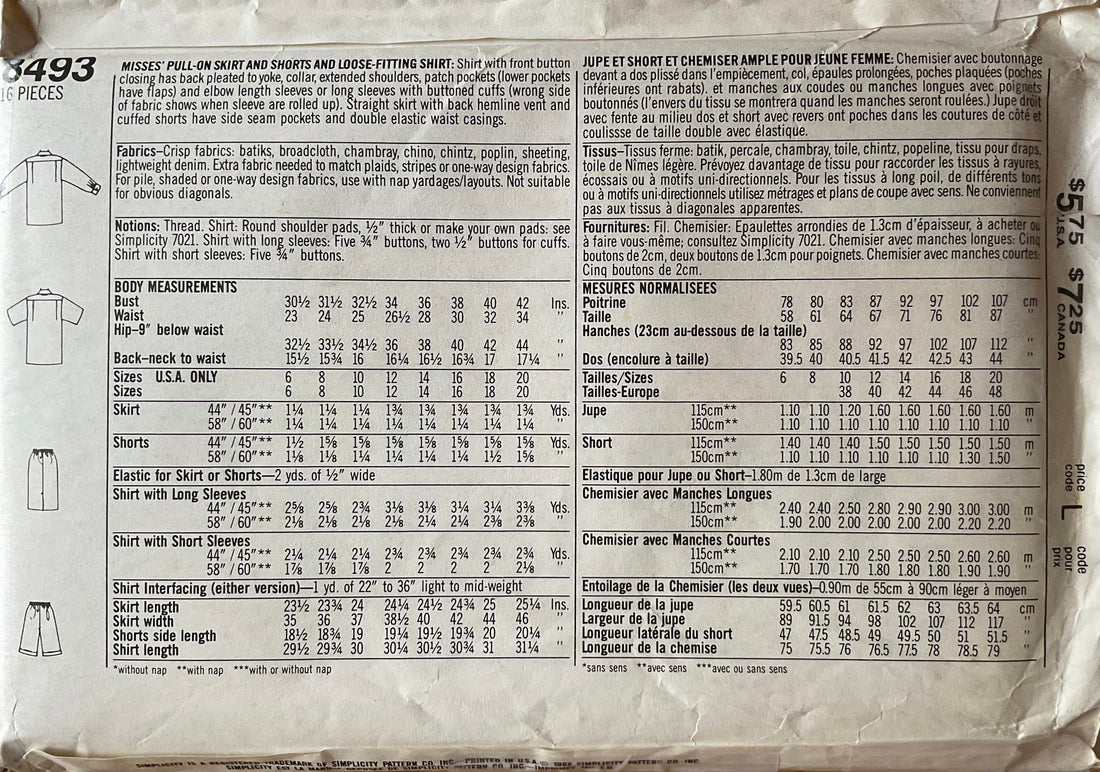 8493
16 PIECES
MISSES' PULL-ON SKIRT AND SHORTS AND LOOSE-FITTING SHIRT: Shirt with front button
closing has back pleated to yoke, collar, extended shoulders, patch pockets (lower pockets
have flaps) and elbow length sleeves or long sleeves with buttoned cuffs (wrong side
of fabric shows when sleeve are rolled up). Straight skirt with back hemline vent and
cuffed shorts have side seam pockets and double elastic waist casings.
Fabrics—Crisp fabrics: batiks, broadcloth, chambray, chino, chintz, poplin, sheeting,
lightweight denim. Extra fabric needed to match plaids, stripes or one-way design fabrics.
For pile, shaded or one-way design fabrics, use with nap yardages/layouts. Not suitable
for obvious diagonals.
Notions: Thread. Shirt: Round shoulder pads, ½" thick or make your own pads: see
Simplicity 7021. Shirt with long sleeves: Five ¾" buttons, two ½" buttons for cuffs.
Shirt with short sleeves: Five ¾" buttons.
BODY MEASUREMENTS
Bust 30½ 31½ 32½ 34 36 38 40 42 Ins.
Waist 23 24 25 26½ 28 30 32 34 "
Hip—9" below waist
32½ 33½ 34½ 36 38 40 42 44 "
Back—neck to waist 15½ 15¾ 16 16¼ 16½ 16¾ 17 17¼ "
Sizes U.S.A. ONLY 6 8 10 12 14 16 18 20
Sizes 6 8 10 12 14 16 18 20
Skirt 44" / 45"** 1¼ 1¼ 1¼ 1¾ 1¾ 1¾ 1¾ 1¾ Yds.
58" / 60"** 1¼ 1¼ 1¼ 1¼ 1¼ 1¼ 1¼ 1¼ "
Shorts 44" / 45"** 1½ 1⅝ 1⅝ 1⅝ 1⅝ 1⅝ 1⅝ 1⅝ Yds.
58" / 60"** 1⅛ 1⅛ 1¼ 1¼ 1¼ 1¼ 1½ 1⅝ "
Elastic for Skirt or Shorts—2 yds. of ½" wide
Shirt with Long Sleeves
44" / 45"** 2⅝ 2⅝ 2¾ 3⅛ 3⅛ 3¼ 3¼ 3⅜ Yds.
58" / 60"** 2⅛ 2⅛ 2⅛ 2⅛ 2¼ 2¼ 2⅜ 2⅜ "
Shirt with Short Sleeves
44" / 45"** 2¼ 2¼ 2¼ 2¾ 2¾ 2¾ 2¾ 2¾ Yds.
58" / 60"** 1⅞ 1⅞ 1⅞ 2 2 2 2 2⅛ "
Shirt Interfacing (either version)—1 yd. of 22" to 36" light to mid-weight
Skirt length 23½ 23¾ 24 24¼ 24½ 24¾ 25 25¼ Ins.
Skirt width 35 36 37 38½ 40 42 44 46 "
Shorts side length 18½ 18¾ 19 19¼ 19½ 19¾ 20 20¼ "
Shirt length 29½ 29¾ 30 30¼ 30½ 30¾ 31 31¼ "
*without nap **with nap ***with or without nap
JUPE ET SHORT ET CHEMISIER AMPLE POUR JEUNE FEMME: Chemisier avec boutonnage
devant a dos plissé dans l'empiècement, col, épaules prolongées, poches plaquées (poches
inférieures ont rabats). et manches aux coudes ou manches longues avec poignets
boutonnés (l'envers du tissu se montrera quand les manches seront roulées.) Jupe droit
avec fente au milieu dos et short avec revers ont poches dans les coutures de côté et
coulissse de taille double avec élastique.
Tissus—Tissus ferme: batik, percale, chambray, toile, chintz, popeline, tissu pour draps,
toile de Nîmes légère. Prévoyez davantage de tissu pour raccorder les tissus à rayures,
écossais ou à motifs uni-directionnels. Pour les tissus à long poil, de différents tons
ou à motifs uni-directionnels utilisez métrages et plans de coupe avec sens. Ne conviennent
pas aux tissus à diagonales apparentes.
Fournitures: Fil. Chemisier: Epaulettes arrondies de 1.3cm d'épaisseur, à acheter ou
à faire vous-même; consultez Simplicity 7021. Chemisier avec manches longues: Cinq
boutons de 2cm, deux boutons de 1.3cm pour poignets. Chemisier avec manches courtes:
Cinq boutons de 2cm.
MESURES NORMALISEES
Poitrine 78 80 83 87 92 97 102 107 cm
Taille 58 61 64 67 71 76 81 87 "
Hanches (23cm au-dessous de la taille)
83 85 88 92 97 102 107 112 "
Dos (encolure à taille) 39.5 40 40.5 41.5 42 42.5 43 44 "
Tailles/Sizes 6 8 10 12 14 16 18 20
Tailles-Europe 38 40 42 44 46 48
Jupe 115cm** 1.10 1.10 1.20 1.60 1.60 1.60 1.60 1.60 m
150cm** 1.10 1.10 1.10 1.10 1.10 1.10 1.10 1.10 "
Short 115cm** 1.40 1.40 1.40 1.50 1.50 1.50 1.50 1.50 m
150cm** 1.10 1.10 1.10 1.10 1.10 1.10 1.30 1.50 "
Elastique pour Jupe ou Short—1.80m de 1.3cm de large
Chemisier avec Manches Longues
115cm** 2.40 2.40 2.50 2.80 2.90 2.90 3.00 3.00 m
150cm** 1.90 2.00 2.00 2.00 2.00 2.00 2.20 2.20 "
Chemisier avec Manches Courtes
115cm** 2.10 2.10 2.10 2.50 2.50 2.50 2.60 2.60 m
150cm** 1.70 1.70 1.70 1.80 1.80 1.80 1.90 1.90 "
Entoilage de la Chemisier (les deux vues)—0.90m de 55cm à 90cm léger à moyen
Longueur de la jupe 59.5 60.5 61 61.5 62 63 63.5 64 cm
Largeur de la jupe 89 91.5 94 98 102 107 112 117 "
Longueur latérale du short 47 47.5 48.5 49 49.5 50 51 51.5 "
Longueur de la chemise 75 75.5 76 76.5 77.5 78 78.5 79 "
*sans sens **avec sens ***avec ou sans sens
$5.75 $7.25
U.S.A. CANADA
price code L code pour prix
SIMPLICITY IS A REGISTERED TRADEMARK OF SIMPLICITY PATTERN CO. INC. PRINTED IN U.S.A. © 1988 SIMPLICITY PATTERN CO. INC.